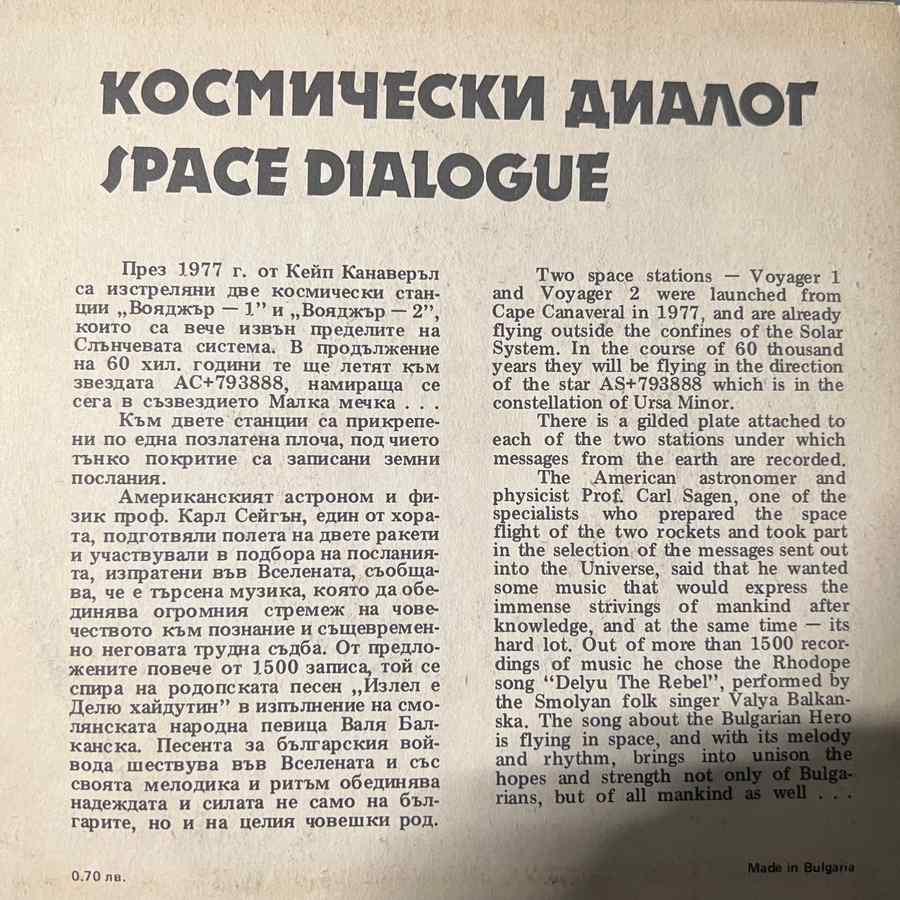 КОСМИЧЕСКИ ДИАЛОГ
SPACE DIALOGUE
През 1977 г. от Кейп Канаверъл
са изстреляни две космически стан-
ции „Вояджър — 1” и „Вояджър — 2”,
които са вече извън пределите на
Слънчевата система. В продължение
на 60 хил. години те ще летят към
звездата АС+793888, намираща се
сега в съзвездието Малка мечка . . .
Към двете станции са прикрепе-
ни по една позлатена плоча, под чието
тънко покритие са записани земни
послания.
Американският астроном и фи-
зик проф. Карл Сейгън, един от хора-
та, подготвяли полета на двете ракети
и участвували в подбора на послания-
та, изпратени във Вселената, съобща-
ва, че е търсена музика, която да обе-
динява огромния стремеж на чове-
чеството към познание и същевремен-
но неговата трудна съдба. От предло-
жените повече от 1500 записа, той се
спира на родопската песен „Излел е
Делю хайдутин” в изпълнение на смо-
лянската народна певица Валя Бал-
канска. Песента за българския вой-
вода шествува във Вселената и със
своята мелодика и ритъм обединява
надеждата и силата не само на бъл-
гарите, но и на целия човешки род.
Two space stations — Voyager 1
and Voyager 2 were launched from
Cape Canaveral in 1977, and are already
flying outside the confines of the Solar
System. In the course of 60 thousand
years they will be flying in the direction
of the star AS+793888 which is in the
constellation of Ursa Minor.
There is a gilded plate attached to
each of the two stations under which
messages from the earth are recorded.
The American astronomer and
physicist Prof. Carl Sagen, one of the
specialists who prepared the space
flight of the two rockets and took part
in the selection of the messages sent out
into the Universe, said that he wanted
some music that would express the
immense strivings of mankind after
knowledge, and at the same time — its
hard lot. Out of more than 1500 recor-
dings of music he chose the Rhodope
song “Delyu The Rebel”, performed by
the Smolyan folk singer Valya Balkan-
ska. The song about the Bulgarian Hero
is flying in space, and with its melody
and rhythm, brings into unison the
hopes and strength not only of Bulga-
rians, but of all mankind as well . . .
0.70 лв.
Made in Bulgaria